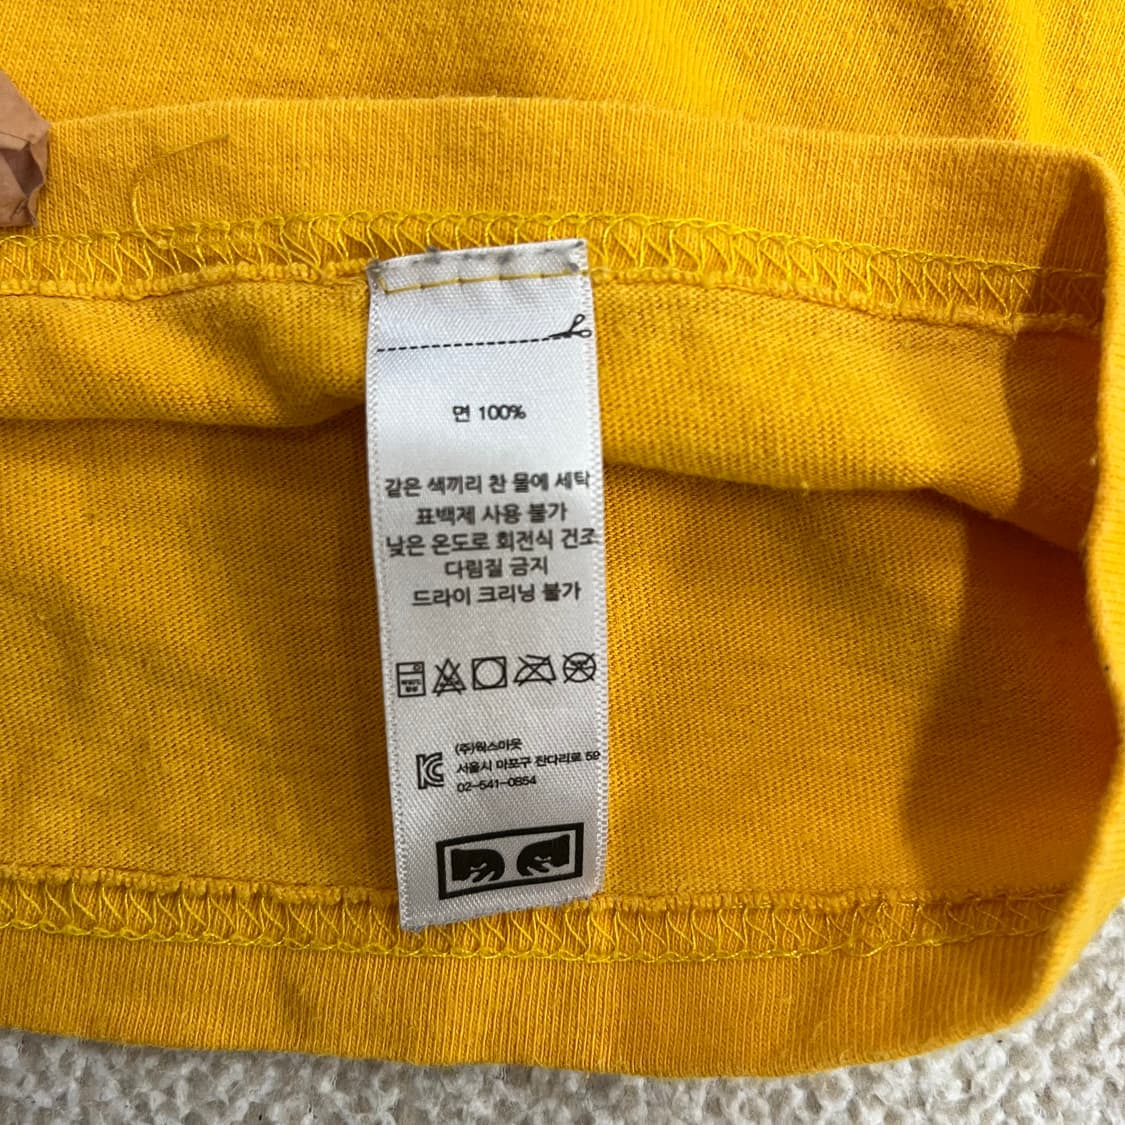 면 100%
같은 색끼리 찬 물에 세탁
표백제 사용 불가
낮은 온도로 회전식 건조
다림질 금지
드라이 크리닝 불가
(주)웍스아웃
서울시 마포구 잔다리로 59
02-541-0854